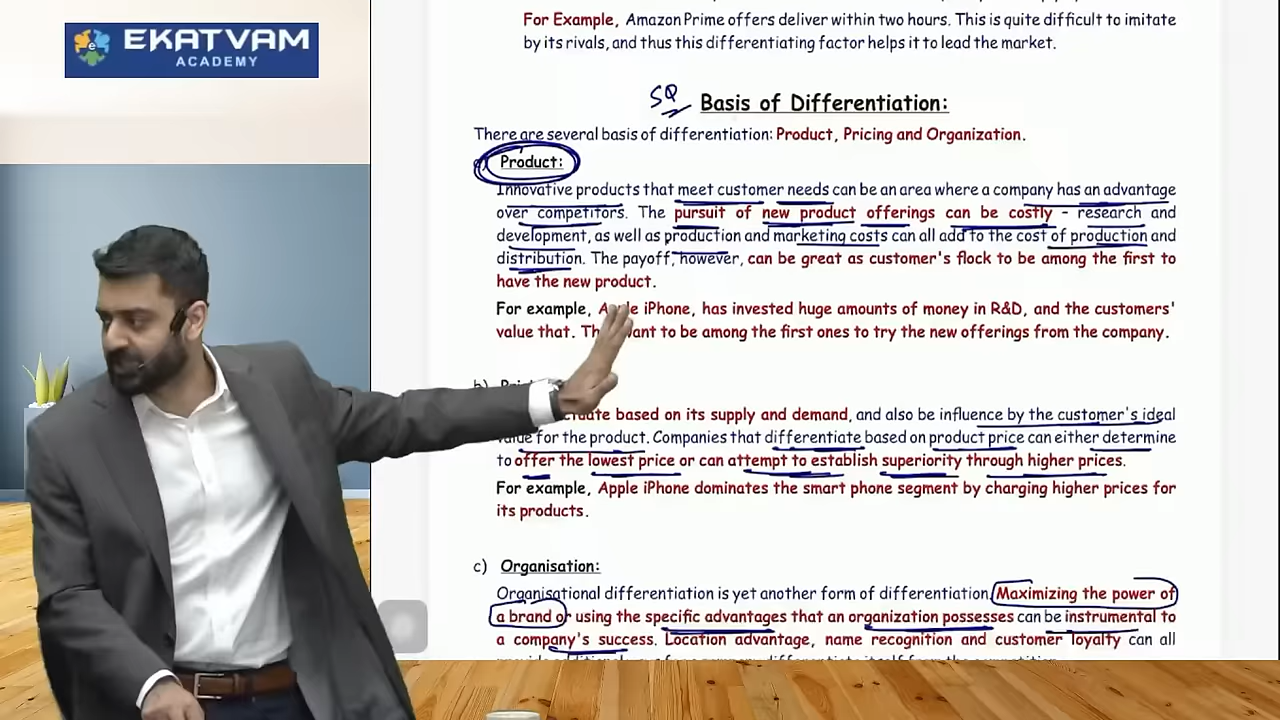 EKATVAM
ACADEMY
For Example, Amazon Prime offers deliver within two hours. This is quite difficult to imitate
by its rivals, and thus this differentiating factor helps it to lead the market.
SQ
Basis of Differentiation:
There are several basis of differentiation: Product, Pricing and Organization.
Product:
Innovative products that meet customer needs can be an area where a company has an advantage
over competitors. The pursuit of new product offerings can be costly – research and
development, as well as production and marketing costs can all add to the cost of production and
distribution. The payoff, however, can be great as customer's flock to be among the first to
have the new product.
For example, Apple iPhone, has invested huge amounts of money in R&D, and the customers'
value that. want to be among the first ones to try the new offerings from the company.
b)
based on its supply and demand, and also be influence by the customer's ideal
value for the product. Companies that differentiate based on product price can either determine
to offer the lowest price or can attempt to establish superiority through higher prices.
For example, Apple iPhone dominates the smart phone segment by charging higher prices for
its products.
c) Organisation:
Organisational differentiation is yet another form of differentiation. Maximizing the power of
a brand or using the specific advantages that an organization possesses can be instrumental to
a company's success. Location advantage, name recognition and customer loyalty can all